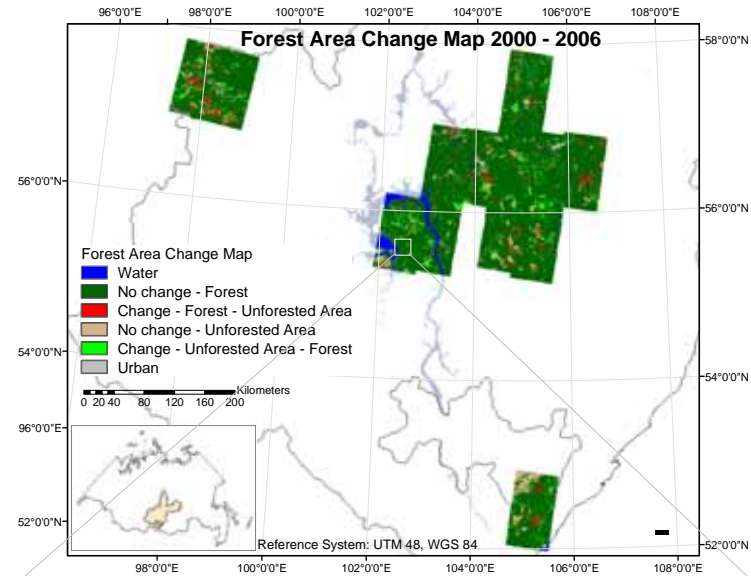 96°0'0"E 98°0'0"E 100°0'0"E 102°0'0"E 104°0'0"E 106°0'0"E 108°0'0"E
Forest Area Change Map 2000 - 2006
58°0'0"N
56°0'0"N
56°0'0"N
Forest Area Change Map
Water
No change - Forest
Change - Forest - Unforested Area
No change - Unforested Area
Change - Unforested Area - Forest
Urban
54°0'0"N
54°0'0"N
Kilometers
0 20 40 80 120 160 200
96°0'0"E
52°0'0"N
Reference System: UTM 48, WGS 84
52°0'0"N
98°0'0"E 100°0'0"E 102°0'0"E 104°0'0"E 106°0'0"E 108°0'0"E